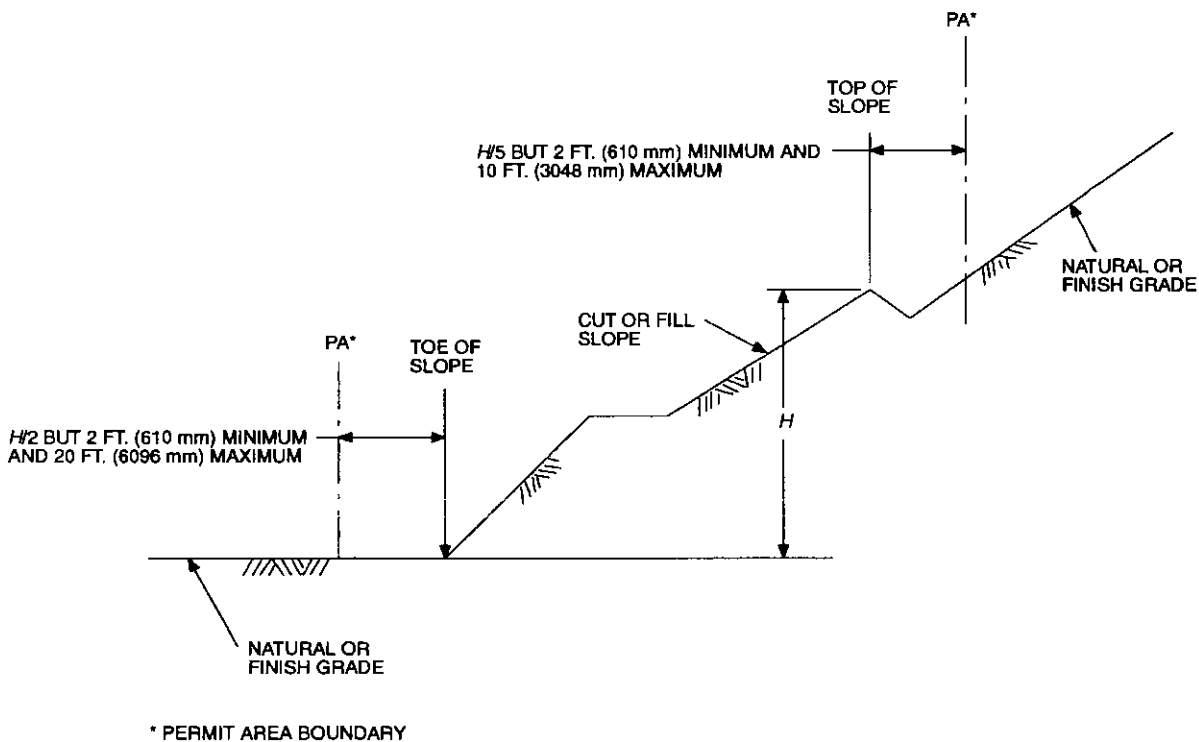 PA*
TOP OF
SLOPE
H/5 BUT 2 FT. (610 mm) MINIMUM AND
10 FT. (3048 mm) MAXIMUM
NATURAL OR
FINISH GRADE
CUT OR FILL
SLOPE
PA*
TOE OF
SLOPE
H
H/2 BUT 2 FT. (610 mm) MINIMUM
AND 20 FT. (6096 mm) MAXIMUM
NATURAL OR
FINISH GRADE
* PERMIT AREA BOUNDARY